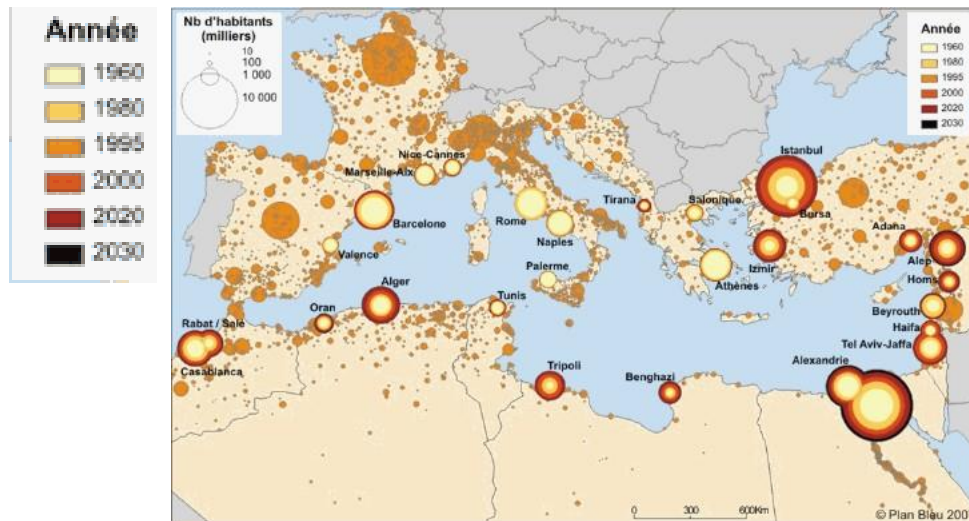 Année
1960
1980
1995
2000
2020
2030
Nb d'habitants
(milliers)
10
100
1 000
10 000
Année
1960
1980
1995
2000
2020
2030
Istanbul
Nice-Cannes
Marseille-Aix
Tirana
Salonique
Bursa
Rome
Barcelone
Adana
Naples
Alep
Valence
Izmir
Palerme
Athènes
Homs
Alger
Tunis
Beyrouth
Oran
Haifa
Rabat / Salé
Tel Aviv-Jaffa
Alexandrie
Casablanca
Tripoli
Benghazi
0 300 600Km
© Plan Bleu 200